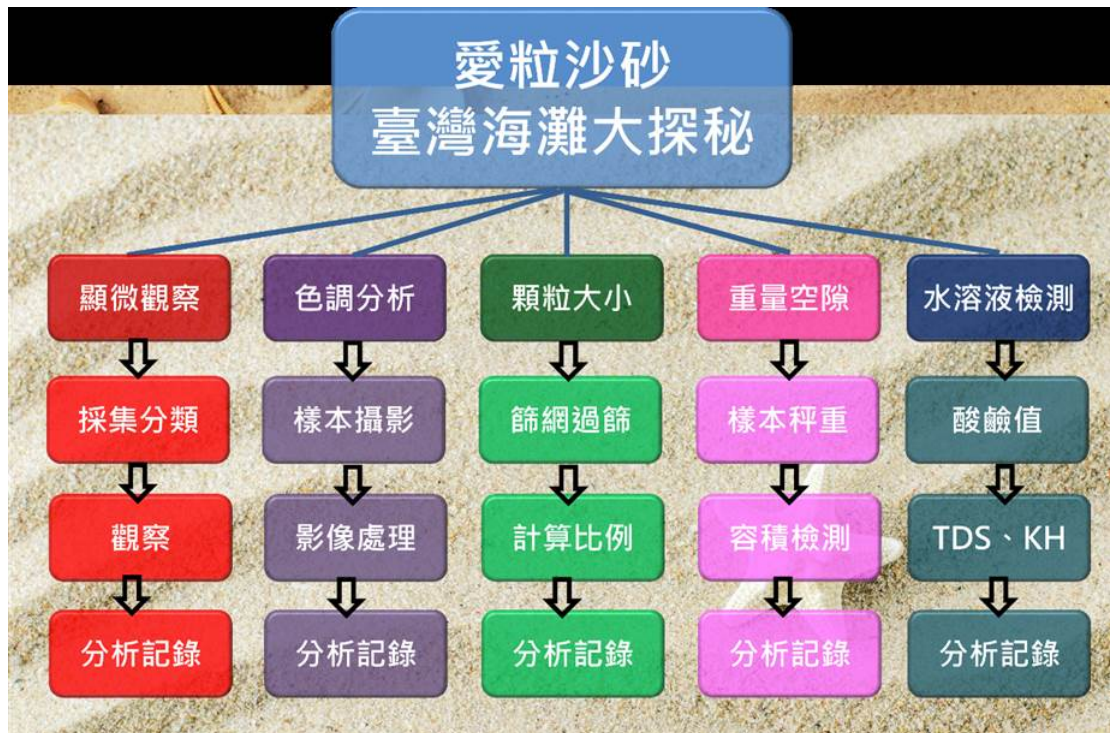 愛粒沙砂
臺灣海灘大探秘
顯微觀察
色調分析
顆粒大小
重量空隙
水溶液檢測
採集分類
樣本攝影
篩網過篩
樣本秤重
酸鹼值
觀察
影像處理
計算比例
容積檢測
TDS、KH
分析記錄
分析記錄
分析記錄
分析記錄
分析記錄